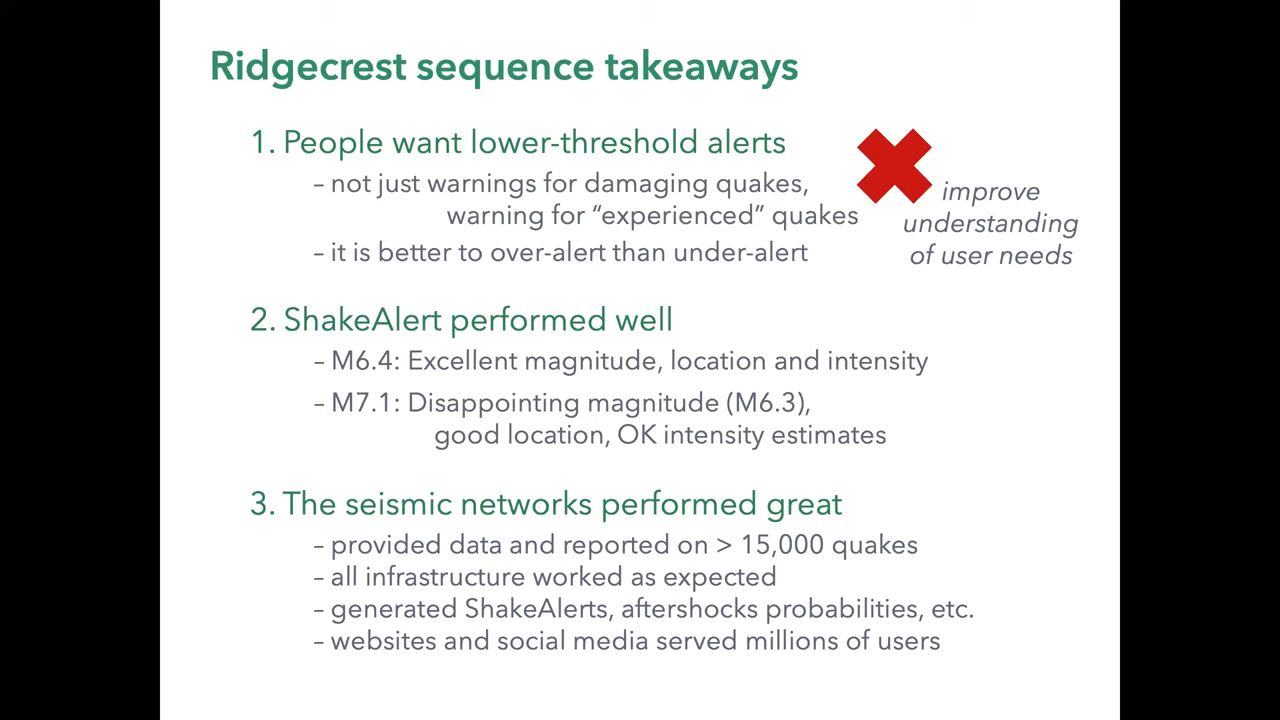 Ridgecrest sequence takeaways
1. People want lower-threshold alerts
– not just warnings for damaging quakes,
warning for “experienced” quakes
– it is better to over-alert than under-alert
improve
understanding
of user needs
2. ShakeAlert performed well
– M6.4: Excellent magnitude, location and intensity
– M7.1: Disappointing magnitude (M6.3),
good location, OK intensity estimates
3. The seismic networks performed great
– provided data and reported on > 15,000 quakes
– all infrastructure worked as expected
– generated ShakeAlerts, aftershocks probabilities, etc.
– websites and social media served millions of users